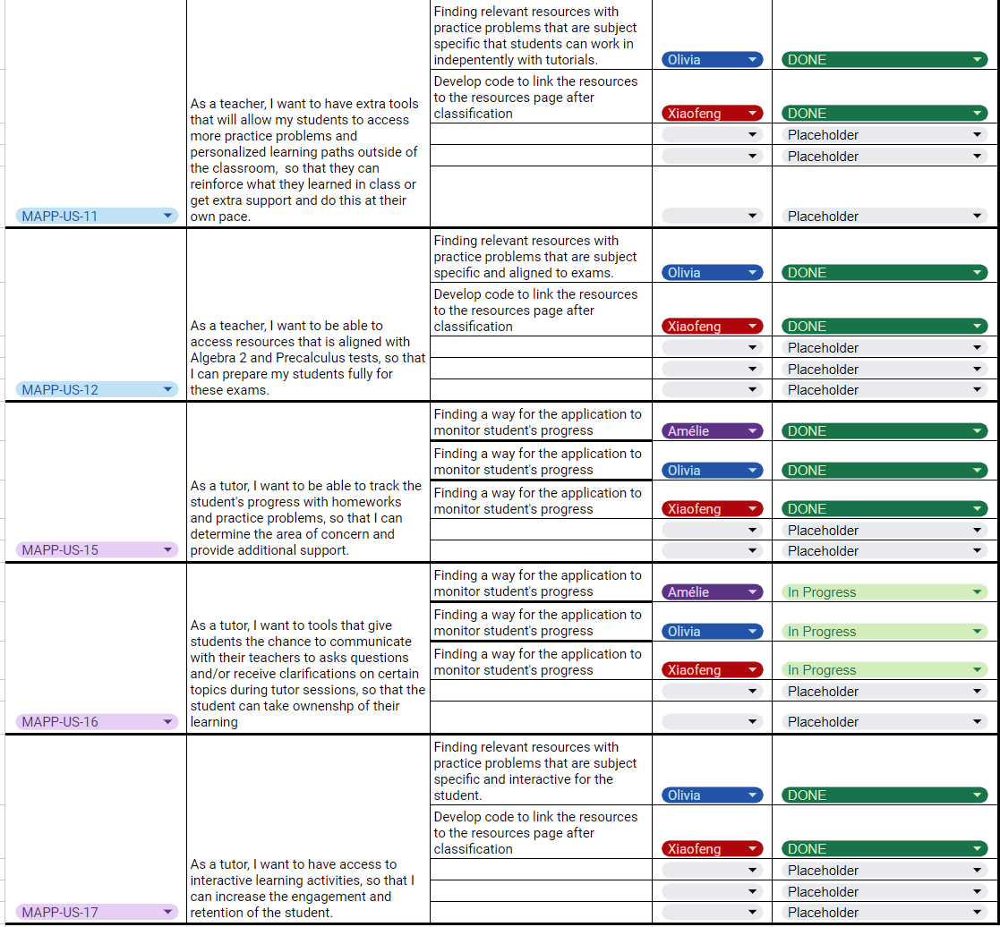 Finding relevant resources with
practice problems that are subject
specific that students can work in
indepentently with tutorials.
Olivia
DONE
Develop code to link the resources
to the resources page after
classification
Xiaofeng
DONE
Placeholder
Placeholder
Placeholder
MAPP-US-11
As a teacher, I want to have extra tools
that will allow my students to access
more practice problems and
personalized learning paths outside of
the classroom,  so that they can
reinforce what they learned in class or
get extra support and do this at their
own pace.
Finding relevant resources with
practice problems that are subject
specific and aligned to exams.
Olivia
DONE
Develop code to link the resources
to the resources page after
classification
Xiaofeng
DONE
Placeholder
Placeholder
Placeholder
MAPP-US-12
As a teacher, I want to be able to
access resources that is aligned with
Algebra 2 and Precalculus tests, so that
I can prepare my students fully for
these exams.
Finding a way for the application to
monitor student's progress
Amélie
DONE
Finding a way for the application to
monitor student's progress
Olivia
DONE
Finding a way for the application to
monitor student's progress
Xiaofeng
DONE
Placeholder
Placeholder
MAPP-US-15
As a tutor, I want to be able to track the
student's progress with homeworks
and practice problems, so that I can
determine the area of concern and
provide additional support.
Finding a way for the application to
monitor student's progress
Amélie
In Progress
Finding a way for the application to
monitor student's progress
Olivia
In Progress
Finding a way for the application to
monitor student's progress
Xiaofeng
In Progress
Placeholder
Placeholder
MAPP-US-16
As a tutor, I want to tools that give
students the chance to communicate
with their teachers to asks questions
and/or receive clarifications on certain
topics during tutor sessions, so that the
student can take ownenshp of their
learning
Finding relevant resources with
practice problems that are subject
specific and interactive for the
student.
Olivia
DONE
Develop code to link the resources
to the resources page after
classification
Xiaofeng
DONE
Placeholder
Placeholder
Placeholder
MAPP-US-17
As a tutor, I want to have access to
interactive learning activities, so that I
can increase the engagement and
retention of the student.